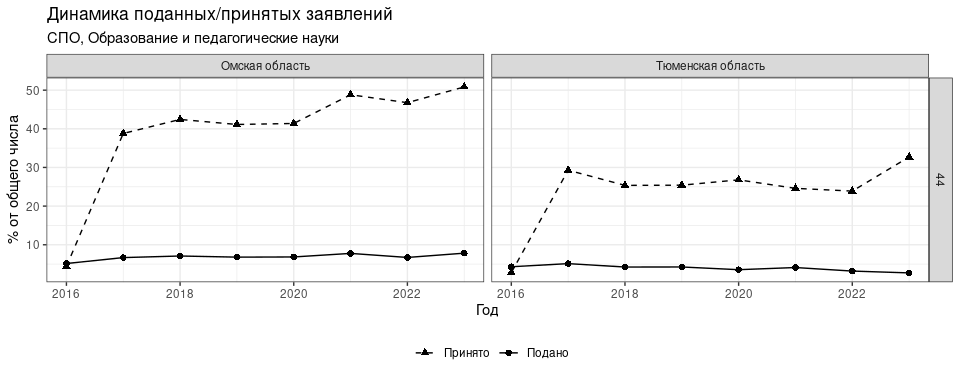 Динамика поданных/принятых заявлений
СПО, Образование и педагогические науки
Омская область
Тюменская область
% от общего числа
50
40
30
20
10
44
2016 2018 2020 2022
2016 2018 2020 2022
Год
Принято Подано